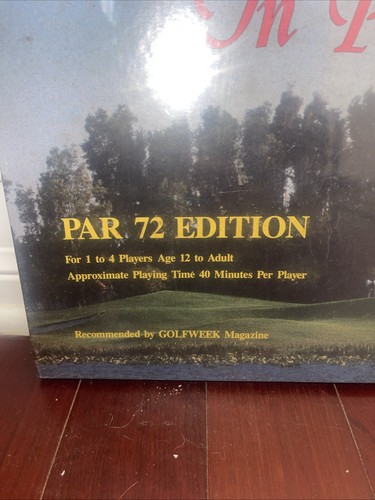 In
PAR 72 EDITION
For 1 to 4 Players Age 12 to Adult
Approximate Playing Time 40 Minutes Per Player
Recommended by GOLFWEEK Magazine